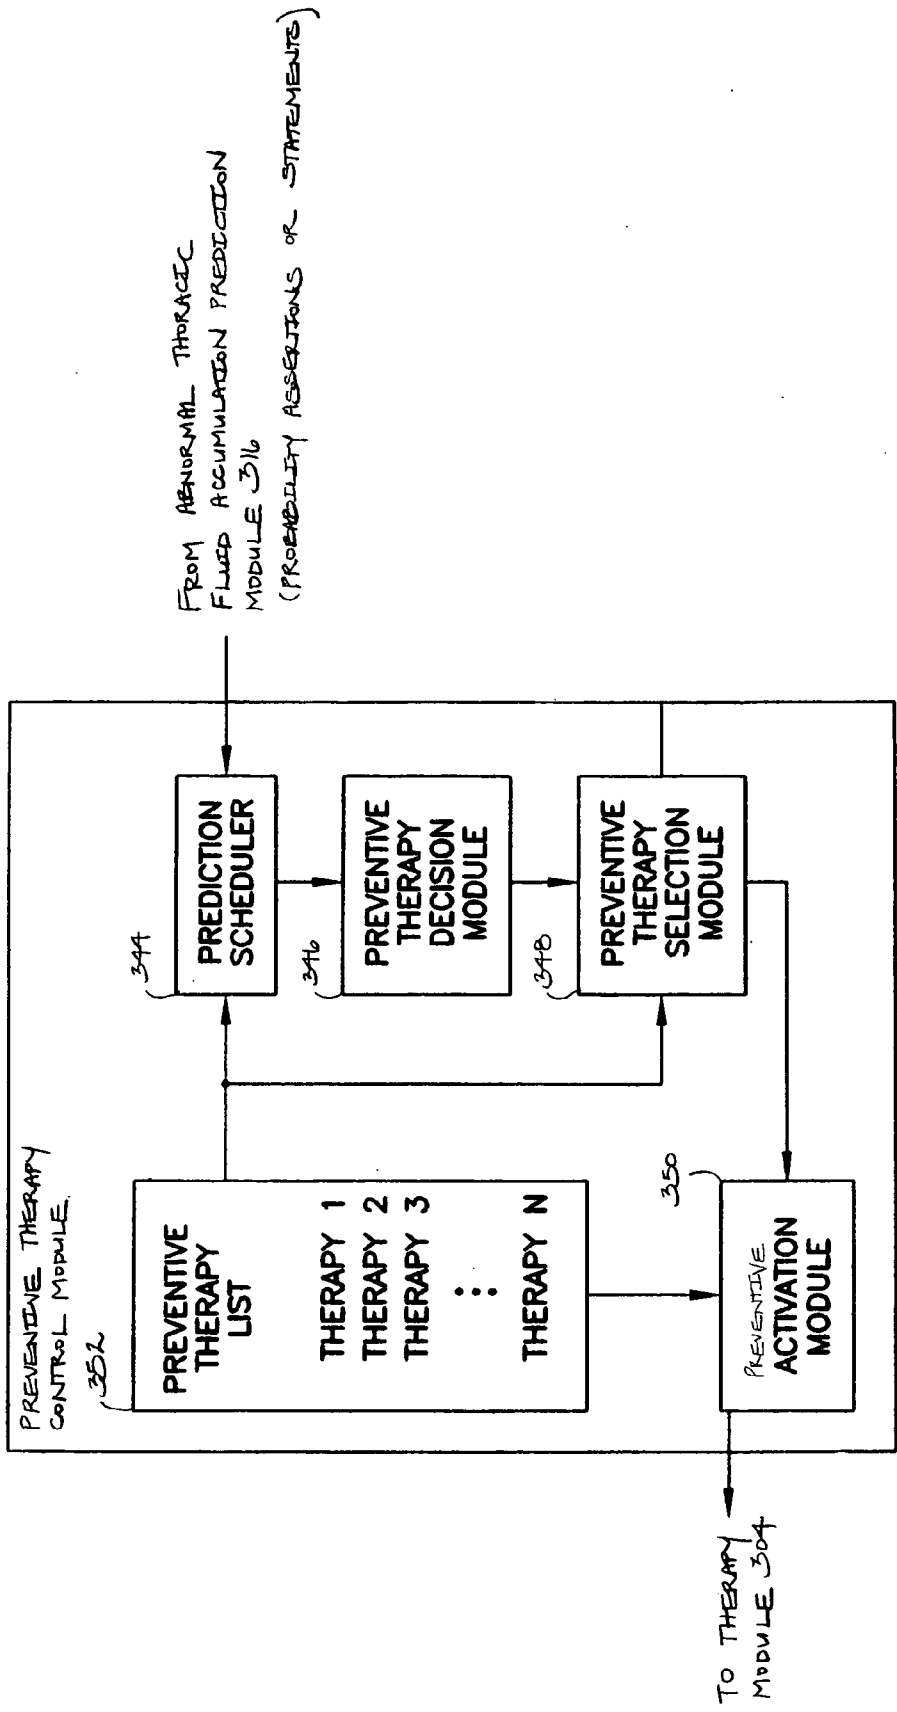 PREVENTIVE THERAPY
CONTROL MODULE
352
PREVENTIVE
THERAPY
LIST
THERAPY 1
THERAPY 2
THERAPY 3
THERAPY N
344
PREDICTION
SCHEDULER
346
PREVENTIVE
THERAPY
DECISION
MODULE
348
PREVENTIVE
THERAPY
SELECTION
MODULE
350
PREVENTIVE
ACTIVATION
MODULE
FROM ABNORMAL THORACIC
FLUID ACCUMULATION PREDICTION
MODULE 316
(PROBABILITY ASSERTIONS OR STATEMENTS)
TO THERAPY
MODULE 304